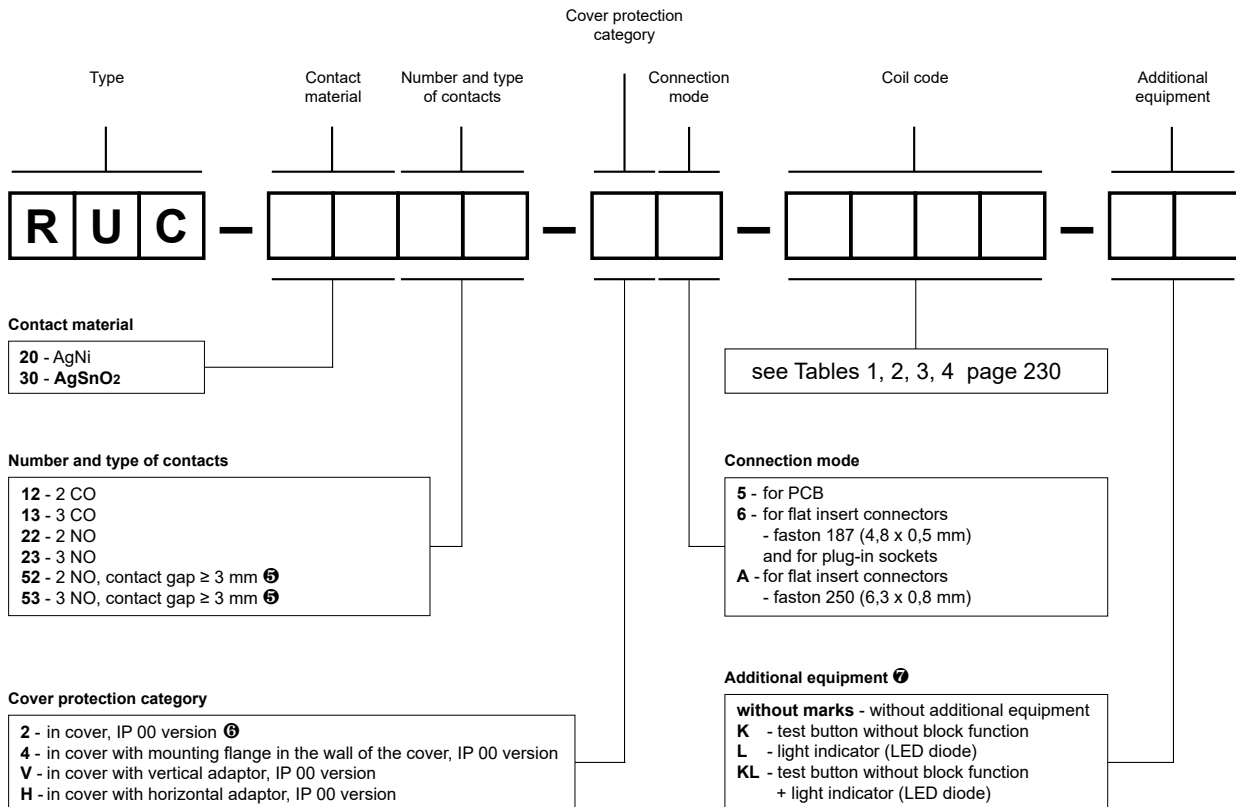 Cover protection
category
Type
Contact
material
Number and type
of contacts
Connection
mode
Coil code
Additional
equipment
R U C – – – –
Contact material
20 - AgNi
30 - AgSnO2
see Tables 1, 2, 3, 4 page 230
Number and type of contacts
12 - 2 CO
13 - 3 CO
22 - 2 NO
23 - 3 NO
52 - 2 NO, contact gap ≥ 3 mm ❺
53 - 3 NO, contact gap ≥ 3 mm ❺
Connection mode
5 - for PCB
6 - for flat insert connectors
- faston 187 (4,8 x 0,5 mm)
and for plug-in sockets
A - for flat insert connectors
- faston 250 (6,3 x 0,8 mm)
Cover protection category
2 - in cover, IP 00 version ❻
4 - in cover with mounting flange in the wall of the cover, IP 00 version
V - in cover with vertical adaptor, IP 00 version
H - in cover with horizontal adaptor, IP 00 version
Additional equipment ❼
without marks - without additional equipment
K - test button without block function
L - light indicator (LED diode)
KL - test button without block function
+ light indicator (LED diode)